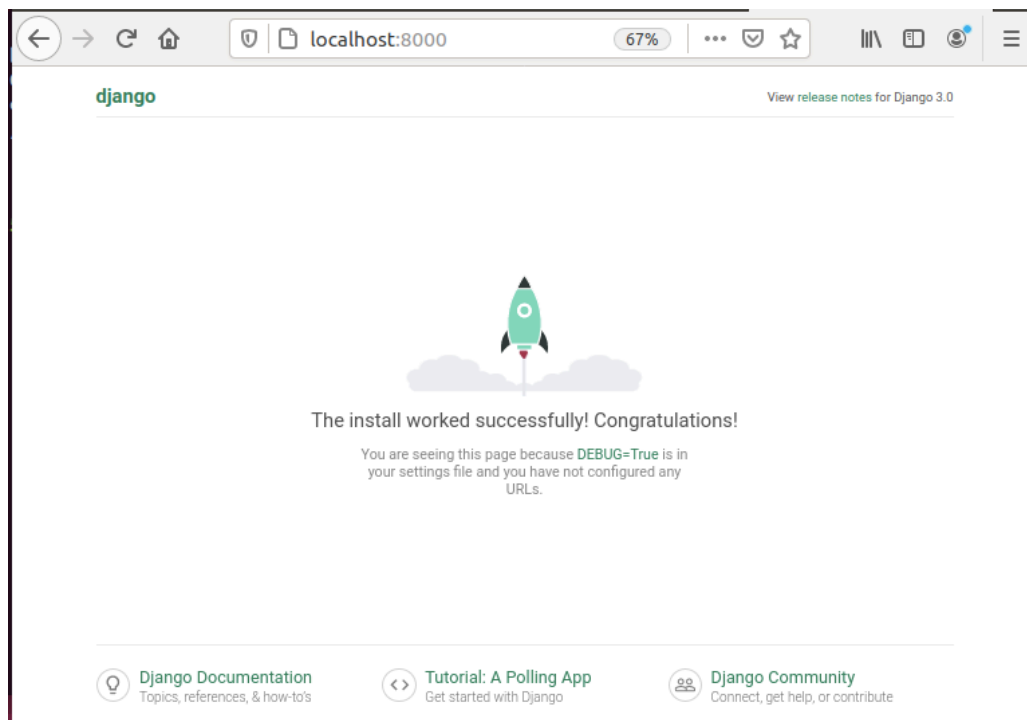 localhost:8000
67%
django
View release notes for Django 3.0
The install worked successfully! Congratulations!
You are seeing this page because DEBUG=True is in
your settings file and you have not configured any
URLs.
Django Documentation
Topics, references, & how-to's
Tutorial: A Polling App
Get started with Django
Django Community
Connect, get help, or contribute